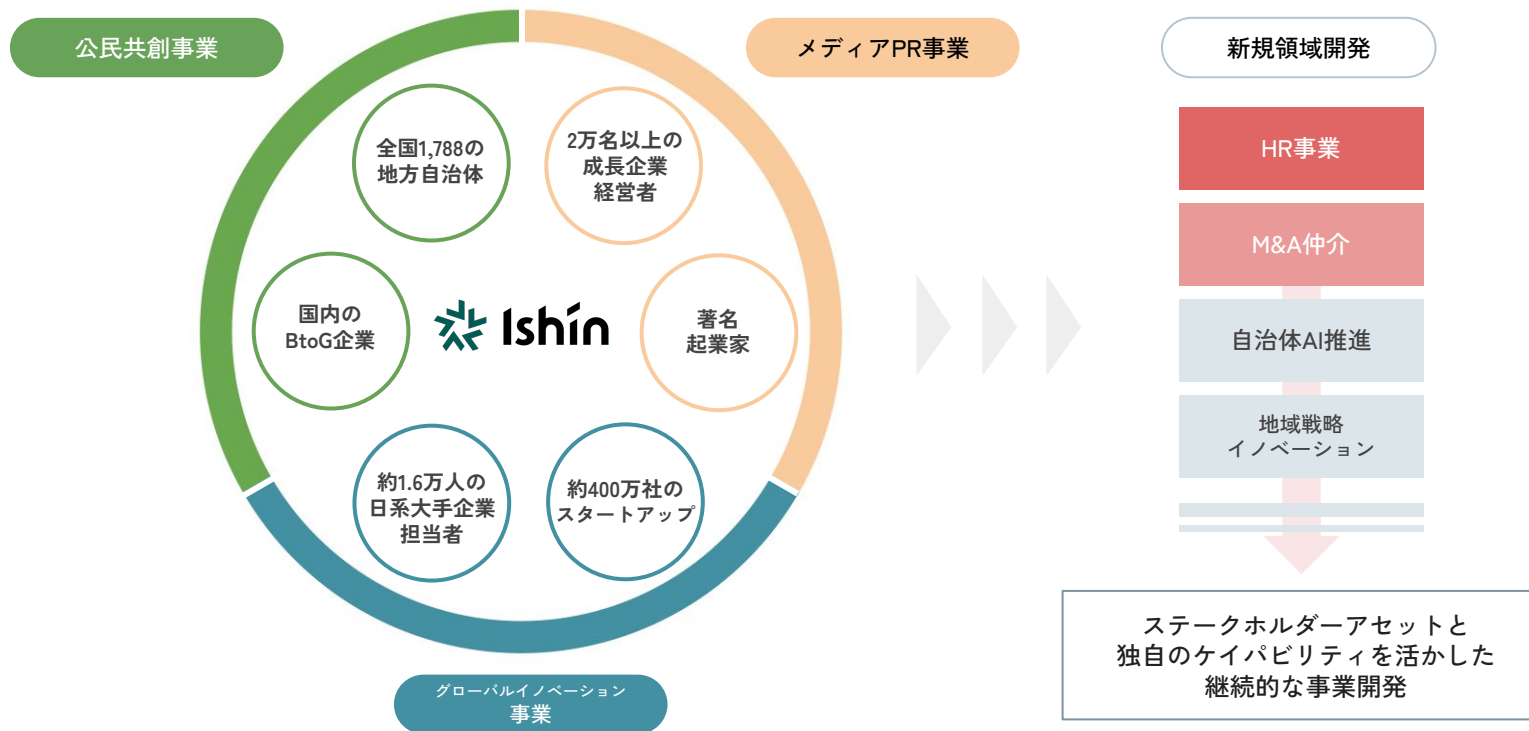 公民共創事業
メディアPR事業
全国1,788の
地方自治体
2万名以上の
成長企業
経営者
国内の
BtoG企業
Ishin
著名
起業家
約1.6万人の
日系大手企業
担当者
約400万社の
スタートアップ
グローバルイノベーション
事業
新規領域開発
HR事業
M&A仲介
自治体AI推進
地域戦略
イノベーション
ステークホルダーアセットと
独自のケイパビリティを活かした
継続的な事業開発